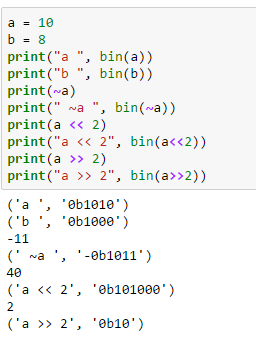 a = 10
b = 8
print("a ", bin(a))
print("b ", bin(b))
print(~a)
print(" ~a ", bin(~a))
print(a << 2)
print("a << 2", bin(a<<2))
print(a >> 2)
print("a >> 2", bin(a>>2))
('a ', '0b1010')
('b ', '0b1000')
-11
(' ~a ', '-0b1011')
40
('a << 2', '0b101000')
2
('a >> 2', '0b10')